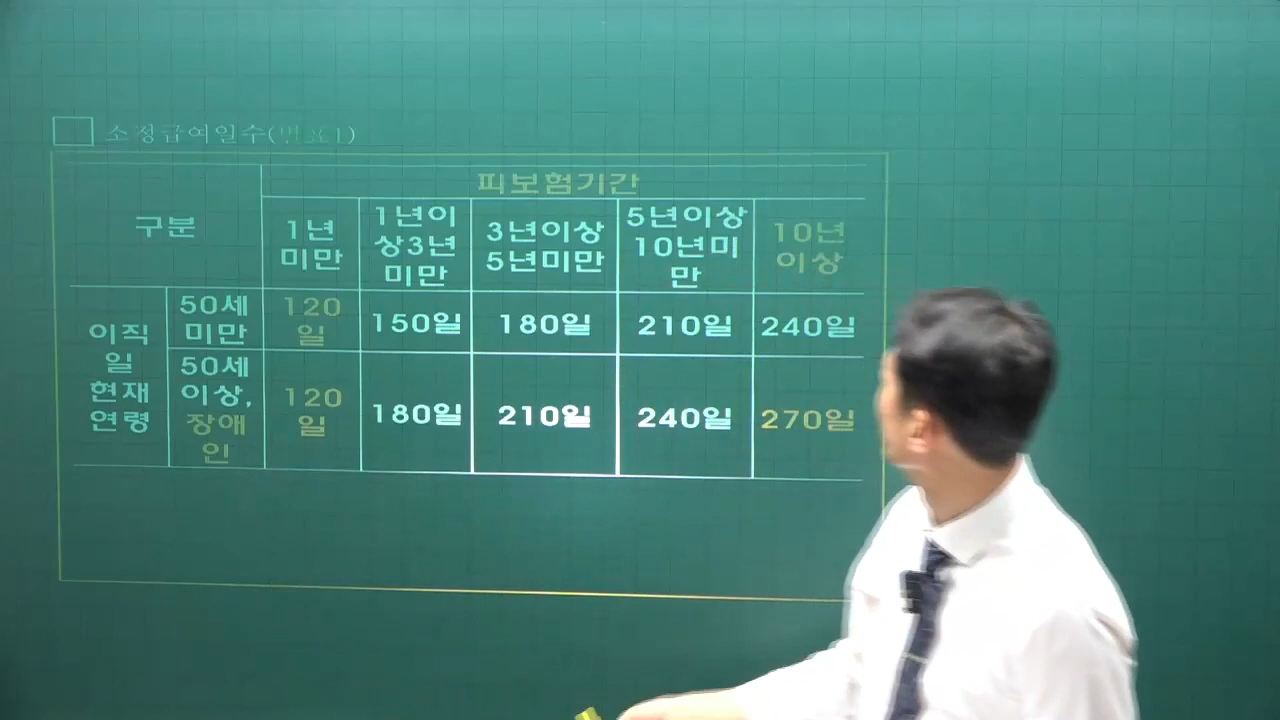 소정급여일수(별표1)
피보험기간
구분
1년
미만
1년이
상3년
미만
3년이상
5년미만
5년이상
10년미
만
10년
이상
이직
일
현재
연령
50세
미만
120
일
150일
180일
210일
240일
50세
이상,
장애
인
120
일
180일
210일
240일
270일